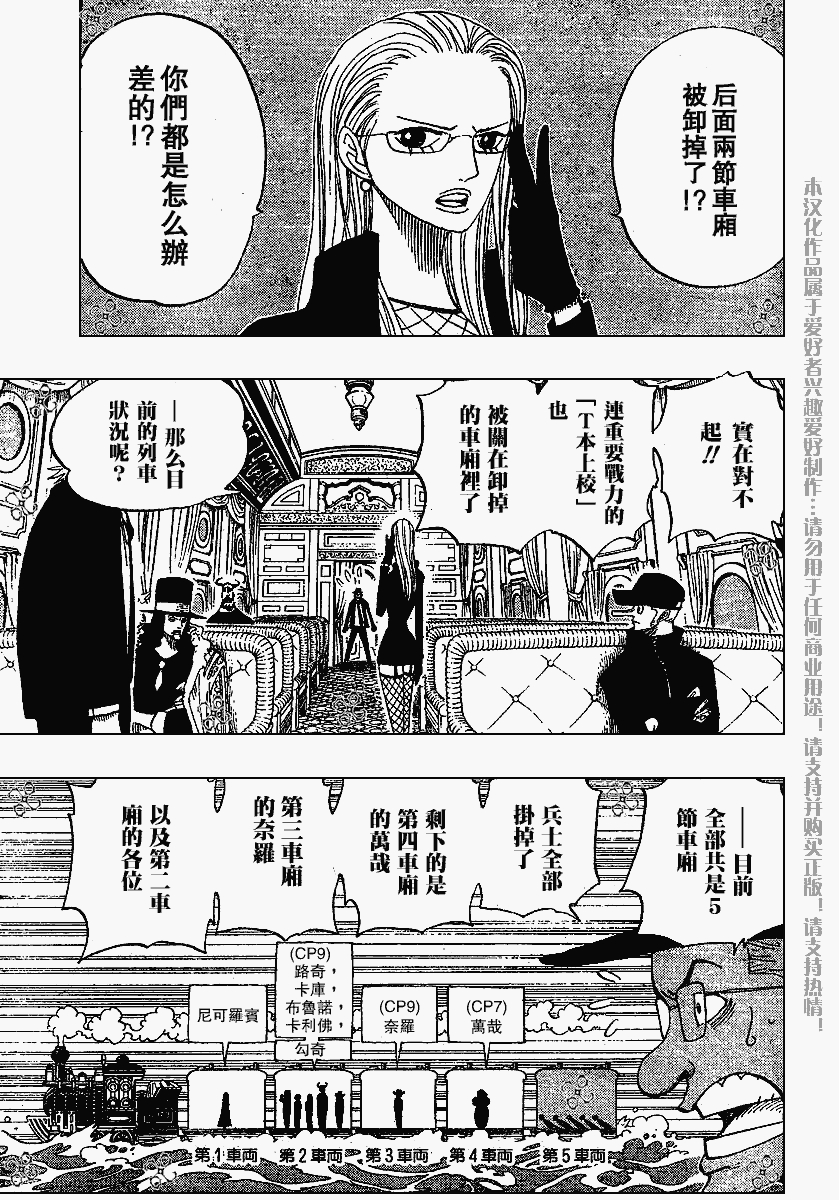 后面兩節車廂
被卸掉了!?
你們都是怎么辦
差的!?
實在對不
起!!
連重要戰力的
「T本上校」
也
被關在卸掉
的車廂裡了
—那么目
前的列車
狀況呢?
——目前
全部共是5
節車廂
兵士全部
掛掉了
剩下的是
第四車廂
的萬哉
第三車廂
的奈羅
以及第二車
廂的各位
尼可羅賓
(CP9)
路奇,
卡庫,
布魯諾,
卡利佛,
勾奇
(CP9)
奈羅
(CP7)
萬哉
第1車両
第2車両
第3車両
第4車両
第5車両
本汉化作品属于爱好者兴趣爱好制作…请勿用于任何商业用途!请支持并购买正版!请支持热情!